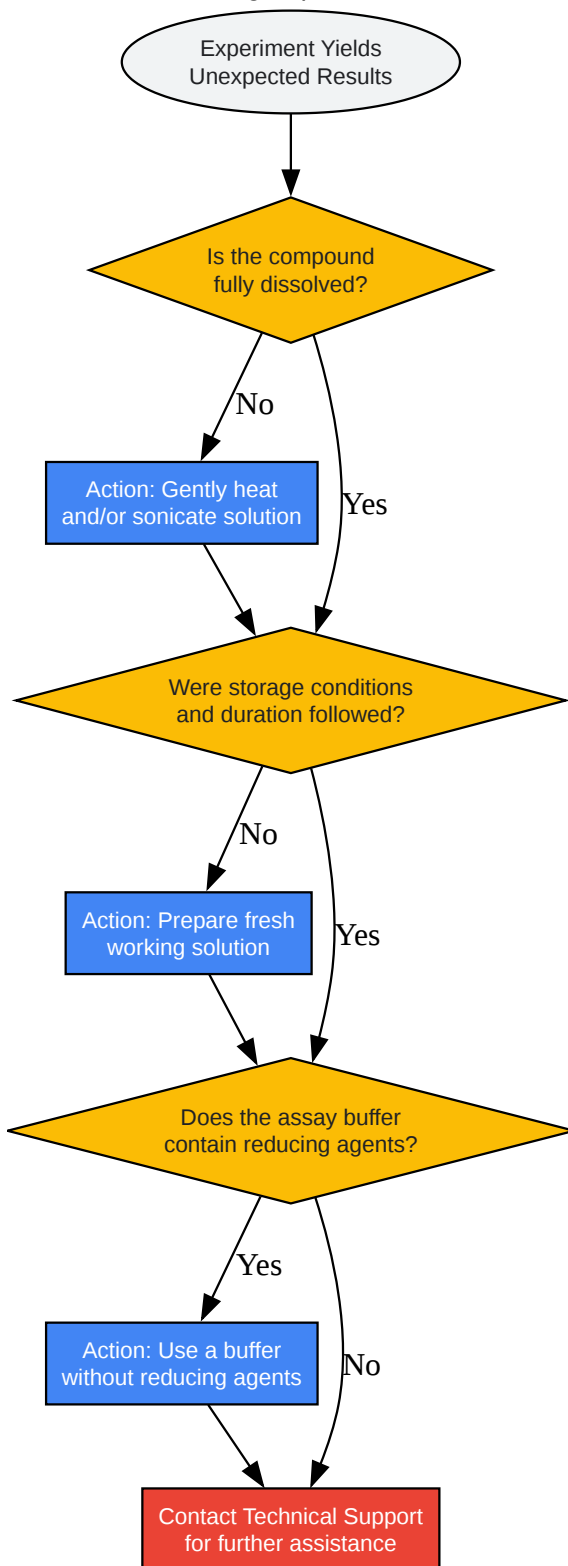 Experiment Yields
Unexpected Results
Is the compound
fully dissolved?
No
Yes
Action: Gently heat
and/or sonicate solution
Were storage conditions
and duration followed?
No
Yes
Action: Prepare fresh
working solution
Does the assay buffer
contain reducing agents?
Yes
No
Action: Use a buffer
without reducing agents
Contact Technical Support
for further assistance